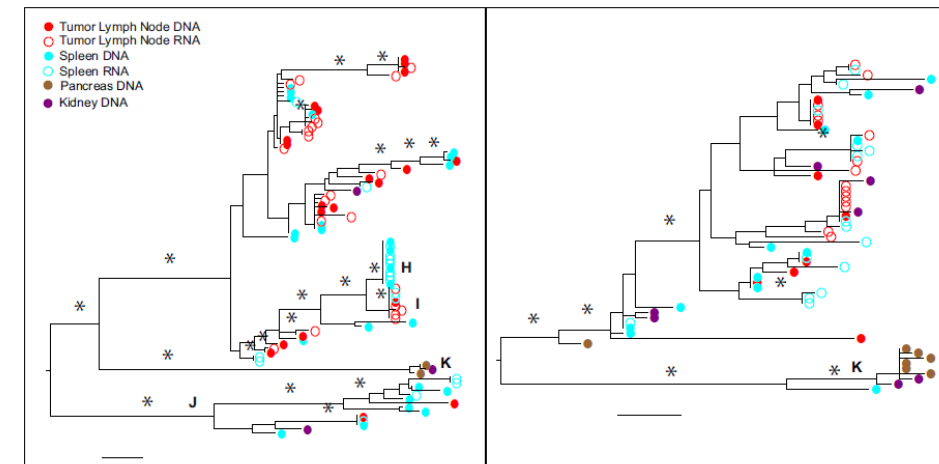 Tumor Lymph Node DNA
Tumor Lymph Node RNA
Spleen DNA
Spleen RNA
Pancreas DNA
Kidney DNA
* *
*
* * *
*
* H
*
* *
* I
*
* *
* K
* *
* J *
*
*
* *
*
* K